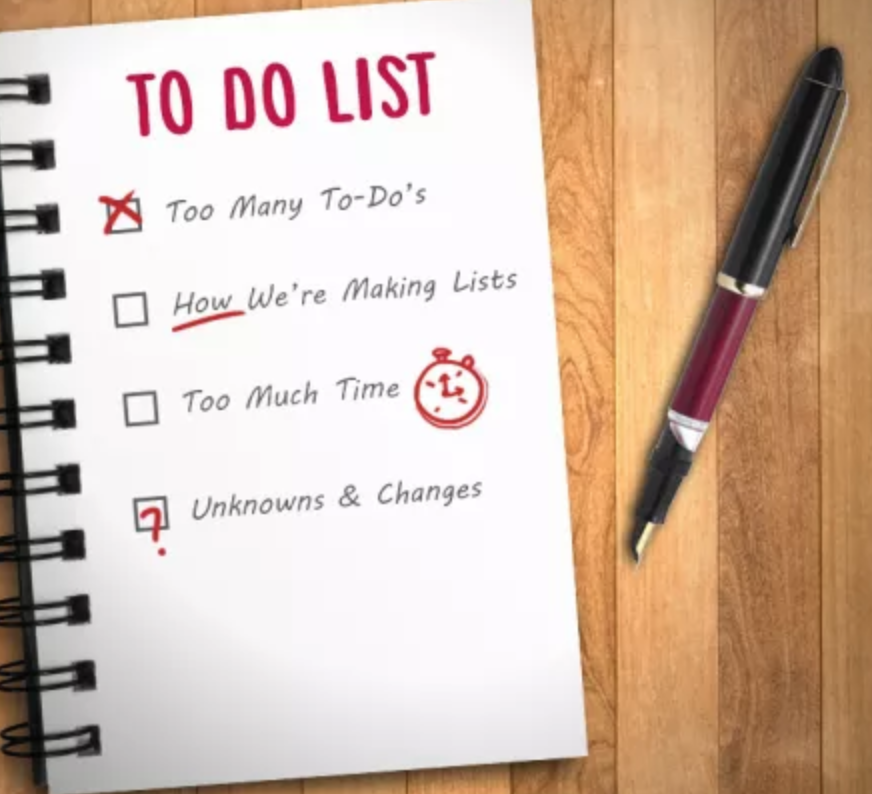 TO DO LIST
Too Many To-Do's
How We're Making Lists
Too Much Time
? Unknowns & Changes